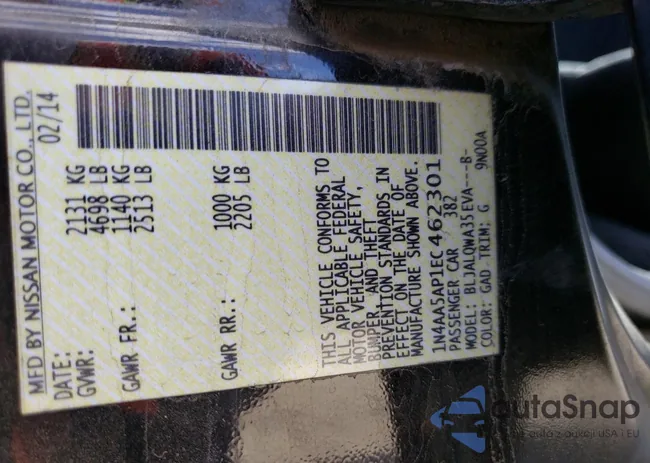 MFD BY NISSAN MOTOR CO., LTD.
DATE: 02/14
GVWR: 2131 KG
4698 LB
GAWR FR.: 1140 KG
2513 LB
GAWR RR.: 1000 KG
2205 LB
THIS VEHICLE CONFORMS TO
ALL APPLICABLE FEDERAL
MOTOR VEHICLE SAFETY,
BUMPER, AND THEFT
PREVENTION STANDARDS IN
EFFECT ON THE DATE OF
MANUFACTURE SHOWN ABOVE.
1N4AA5AP1EC462301
PASSENGER CAR 382
MODEL: BLJALOWA35EVA---B-
COLOR: GAD TRIM: G 9N00A
autaSnap
USA i EU